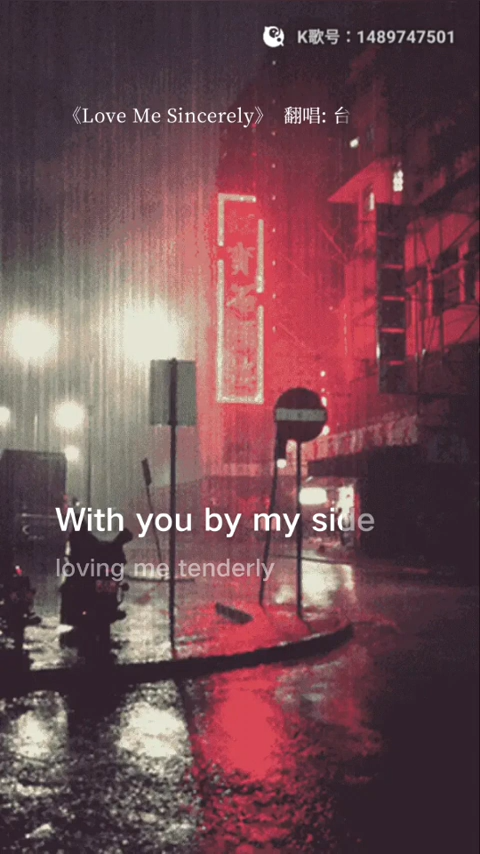 K歌号：1489747501
《Love Me Sincerely》 翻唱: 台
With you by my side
loving me tenderly